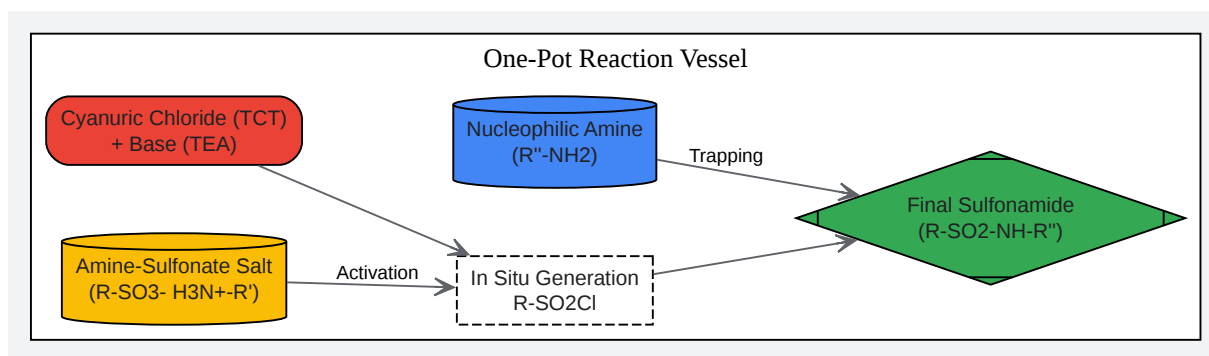 One-Pot Reaction Vessel
Cyanuric Chloride (TCT)
+ Base (TEA)
Nucleophilic Amine
(R"-NH2)
Trapping
Final Sulfonamide
(R-SO2-NH-R")
Amine-Sulfonate Salt
(R-SO3- H3N+-R')
Activation
In Situ Generation
R-SO2Cl